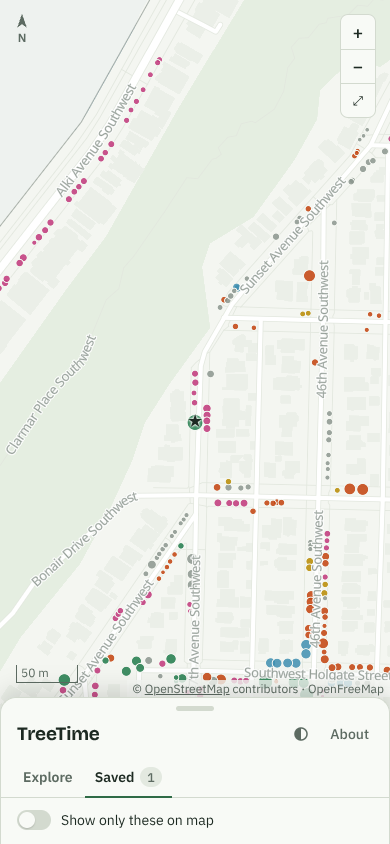 N
+
−
Alki Avenue Southwest
Sunset Avenue Southwest
46th Avenue Southwest
Clarmar Place Southwest
Bonair Drive Southwest
46th Avenue Southwest
th Avenue Southwest
Sunset Avenue Southwest
Southwest Holgate Street
50 m
© OpenStreetMap contributors · OpenFreeMap
TreeTime
About
Explore
Saved 1
Show only these on map